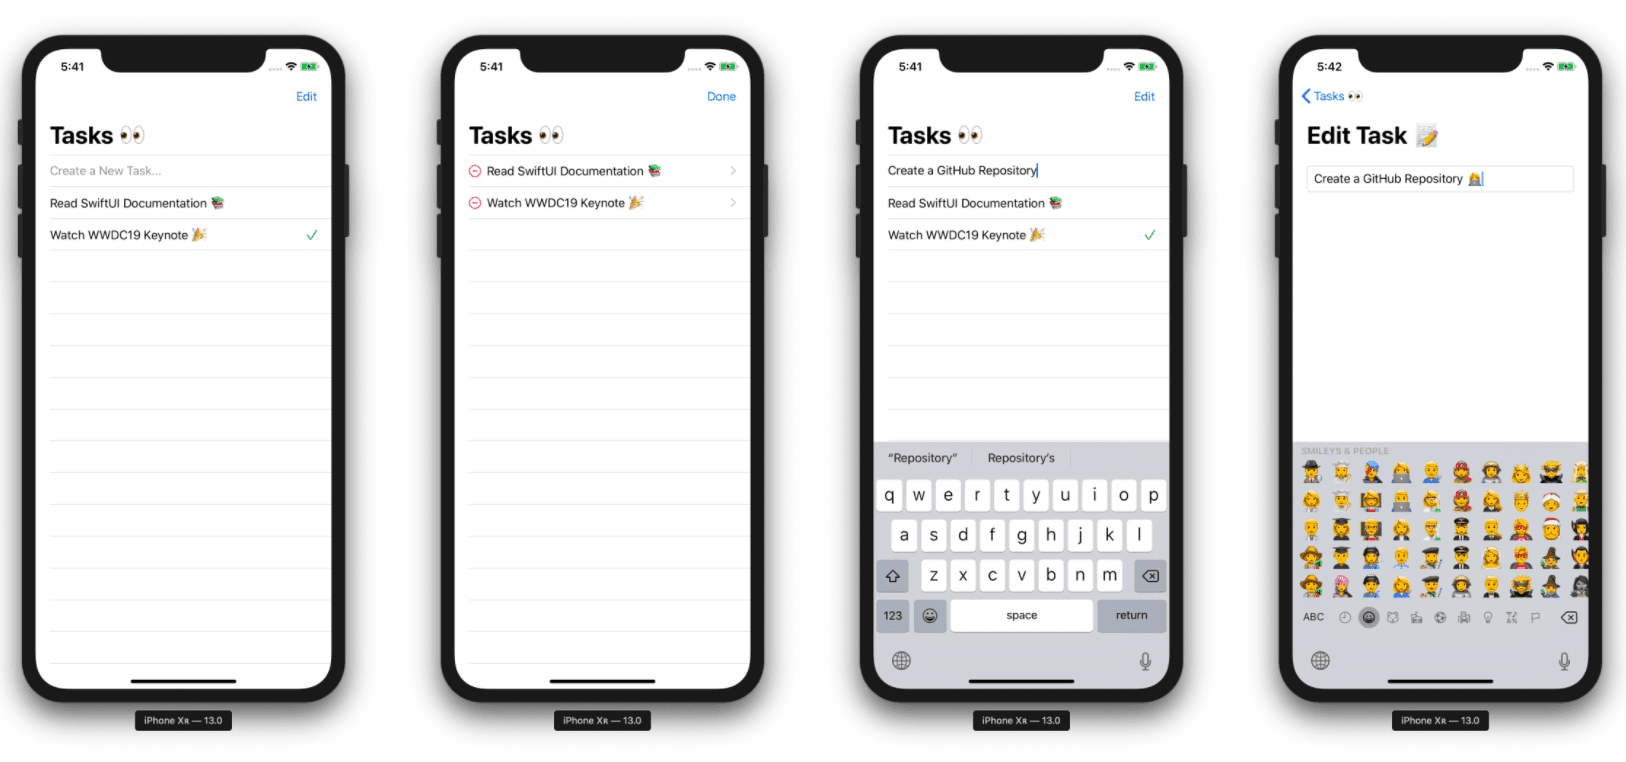 5:41
Edit
Tasks 👀
Create a New Task...
Read SwiftUI Documentation 📚
Watch WWDC19 Keynote 🎉
iPhone Xʀ — 13.0
5:41
Done
Tasks 👀
Read SwiftUI Documentation 📚
Watch WWDC19 Keynote 🎉
iPhone Xʀ — 13.0
5:41
Edit
Tasks 👀
Create a GitHub Repository
Read SwiftUI Documentation 📚
Watch WWDC19 Keynote 🎉
“Repository” Repository's
q w e r t y u i o p
a s d f g h j k l
z x c v b n m
123 space return
iPhone Xʀ — 13.0
5:42
Tasks 👀
Edit Task 📝
Create a GitHub Repository 👩‍💻
SMILEYS & PEOPLE
ABC
iPhone Xʀ — 13.0